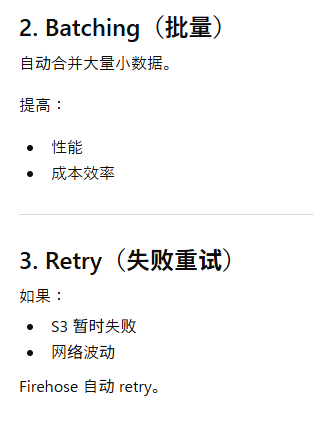 2. Batching（批量）
自动合并大量小数据。
提高：
• 性能
• 成本效率
3. Retry（失败重试）
如果：
• S3 暂时失败
• 网络波动
Firehose 自动 retry。